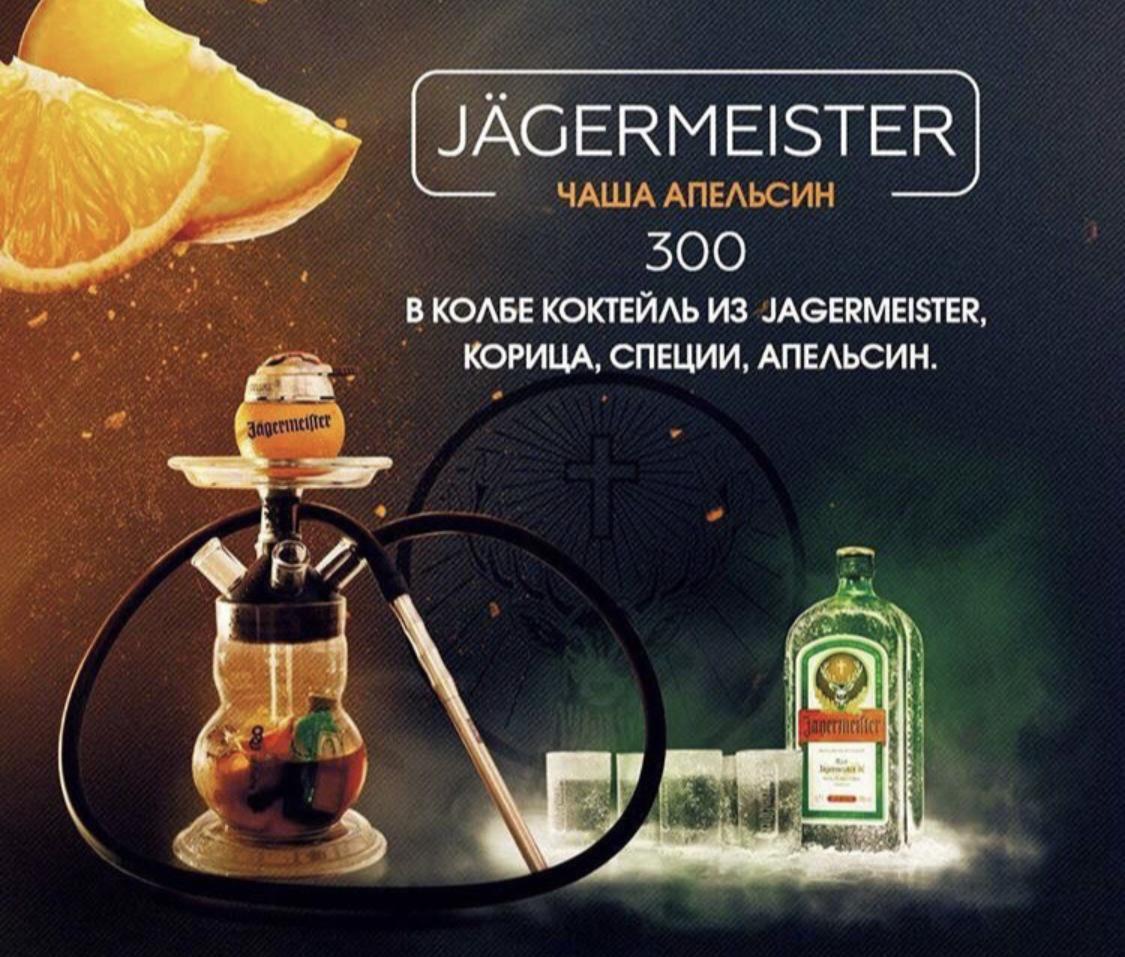 JÄGERMEISTER
ЧАША АПЕЛЬСИН
300
В КОЛБЕ КОКТЕЙЛЬ ИЗ JAGERMEISTER,
КОРИЦА, СПЕЦИИ, АПЕЛЬСИН.
Jägermeister
Jägermeister